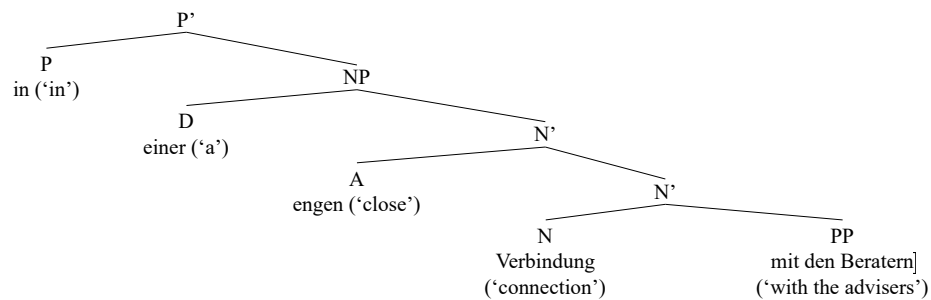 P’
P
in (‘in’)
NP
D
einer (‘a’)
N’
A
engen (‘close’)
N’
N
Verbindung
(‘connection’)
PP
mit den Beratern]
(‘with the advisers’)